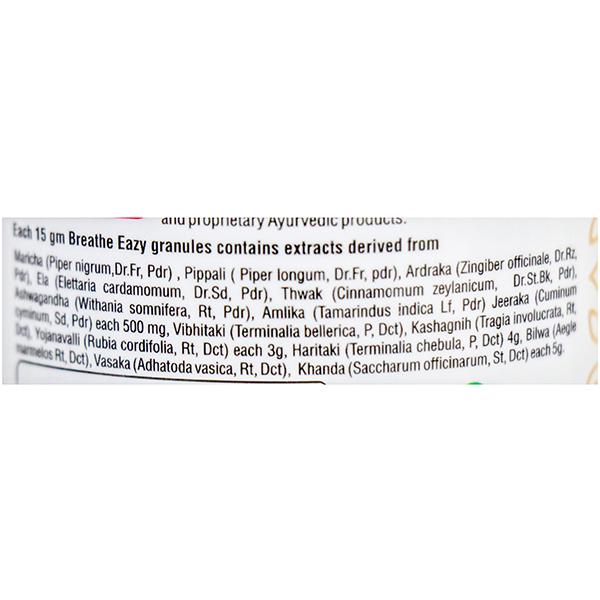 and proprietary Ayurvedic products.
Each 15 gm Breathe Eazy granules contains extracts derived from
Maricha (Piper nigrum,Dr.Fr, Pdr) , Pippali ( Piper longum, Dr.Fr, pdr), Ardraka (Zingiber officinale, Dr.Rz,
Pdr), Ela (Elettaria cardamomum, Dr.Sd, Pdr), Thwak (Cinnamomum zeylanicum, Dr.St.Bk, Pdr),
Ashwagandha (Withania somnifera, Rt, Pdr), Amlika (Tamarindus indica Lf, Pdr) Jeeraka (Cuminum
cyminum, Sd, Pdr) each 500 mg, Vibhitaki (Terminalia bellerica, P, Dct), Kashagnih (Tragia involucrata, Rt,
Dct), Yojanavalli (Rubia cordifolia, Rt, Dct) each 3g, Haritaki (Terminalia chebula, P, Dct) 4g, Bilwa (Aegle
marmelos Rt, Dct), Vasaka (Adhatoda vasica, Rt, Dct), Khanda (Saccharum officinarum, St, Dct) each 5g.